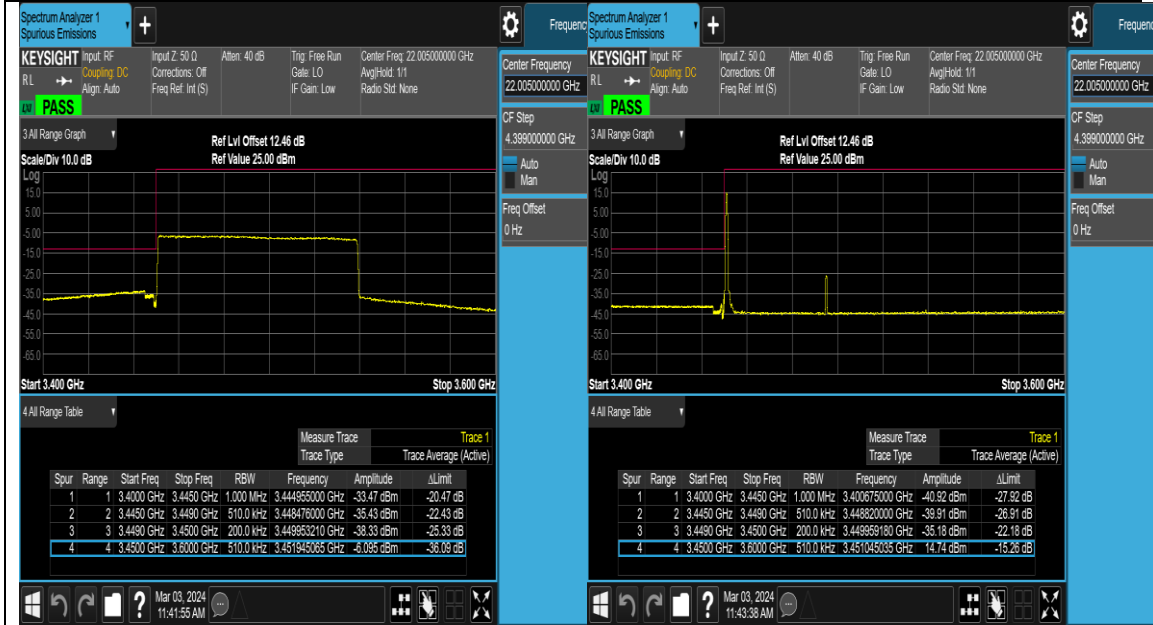 Spectrum Analyzer 1
Spurious Emissions
+
Frequency
KEYSIGHT Input: RF Input Z: 50 Ω Atten: 40 dB Trig: Free Run Center Freq: 22.005000000 GHz
RL Coupling: DC Corrections: Off Gate: LO Avg|Hold: 1/1
Align: Auto Freq Ref: Int (S) IF Gain: Low Radio Std: None
LXI PASS
Center Frequency
22.005000000 GHz
CF Step
4.399000000 GHz
Auto
Man
Freq Offset
0 Hz
3 All Range Graph
Ref Lvl Offset 12.46 dB
Scale/Div 10.0 dB Ref Value 25.00 dBm
Log
15.0
5.00
-5.00
-15.0
-25.0
-35.0
-45.0
-55.0
-65.0
Start 3.400 GHz Stop 3.600 GHz
4 All Range Table
Measure Trace Trace 1
Trace Type Trace Average (Active)
Spur Range Start Freq Stop Freq RBW Frequency Amplitude ΔLimit
1 1 3.4000 GHz 3.4450 GHz 1.000 MHz 3.444955000 GHz -33.47 dBm -20.47 dB
2 2 3.4450 GHz 3.4490 GHz 510.0 kHz 3.448476000 GHz -35.43 dBm -22.43 dB
3 3 3.4490 GHz 3.4500 GHz 200.0 kHz 3.449953210 GHz -38.33 dBm -25.33 dB
4 4 3.4500 GHz 3.6000 GHz 510.0 kHz 3.451945065 GHz -6.095 dBm -36.09 dB
?
Mar 03, 2024
11:41:55 AM
Spectrum Analyzer 1
Spurious Emissions
+
Frequenc
KEYSIGHT Input: RF Input Z: 50 Ω Atten: 40 dB Trig: Free Run Center Freq: 22.005000000 GHz
RL Coupling: DC Corrections: Off Gate: LO Avg|Hold: 1/1
Align: Auto Freq Ref: Int (S) IF Gain: Low Radio Std: None
LXI PASS
Center Frequency
22.005000000 GHz
CF Step
4.399000000 GHz
Auto
Man
Freq Offset
0 Hz
3 All Range Graph
Ref Lvl Offset 12.46 dB
Scale/Div 10.0 dB Ref Value 25.00 dBm
Log
15.0
5.00
-5.00
-15.0
-25.0
-35.0
-45.0
-55.0
-65.0
Start 3.400 GHz Stop 3.600 GHz
4 All Range Table
Measure Trace Trace 1
Trace Type Trace Average (Active)
Spur Range Start Freq Stop Freq RBW Frequency Amplitude ΔLimit
1 1 3.4000 GHz 3.4450 GHz 1.000 MHz 3.400675000 GHz -40.92 dBm -27.92 dB
2 2 3.4450 GHz 3.4490 GHz 510.0 kHz 3.448820000 GHz -39.91 dBm -26.91 dB
3 3 3.4490 GHz 3.4500 GHz 200.0 kHz 3.449959180 GHz -35.18 dBm -22.18 dB
4 4 3.4500 GHz 3.6000 GHz 510.0 kHz 3.451045035 GHz 14.74 dBm -15.26 dB
?
Mar 03, 2024
11:43:38 AM